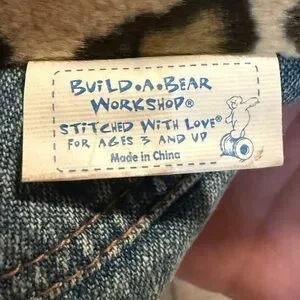 BUILD•A•BEAR
WORKSHOP®
STITCHED WITH LOVE®
FOR AGES 3 AND UP
Made in China